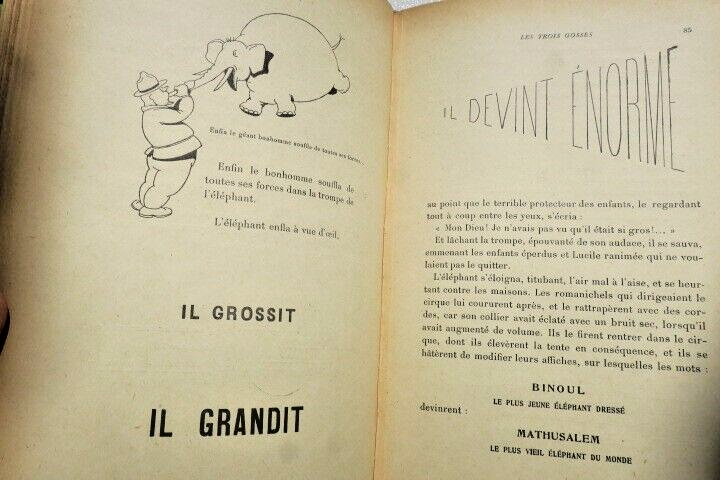 Enfin le géant bonhomme souffla de toutes ses forces.
Enfin le bonhomme souffla de
toutes ses forces dans la trompe de
l'éléphant.
L'éléphant enfla à vue d'œil.
IL GROSSIT
IL GRANDIT
LES TROIS GOSSES
85
IL DEVINT ÉNORME
au point que le terrible protecteur des enfants, le regardant
tout à coup entre les yeux, s'écria :
« Mon Dieu! Je n'avais pas vu qu'il était si gros!... »
Et lâchant la trompe, épouvanté de son audace, il se sauva,
emmenant les enfants éperdus et Lucile ranimée qui ne vou-
laient pas le quitter.
L'éléphant s'éloigna, titubant, l'air mal à l'aise, et se heur-
tant contre les maisons. Les romanichels qui dirigeaient le
cirque lui coururent après, et le rattrapèrent avec des cor-
des, car son collier avait éclaté avec un bruit sec, lorsqu'il
avait augmenté de volume. Ils le firent rentrer dans le cir-
que, dont ils élevèrent la tente en conséquence, et ils se
hâtèrent de modifier leurs affiches, sur lesquelles les mots :
BINOUL
LE PLUS JEUNE ÉLÉPHANT DRESSÉ
devinrent :
MATHUSALEM
LE PLUS VIEIL ÉLÉPHANT DU MONDE